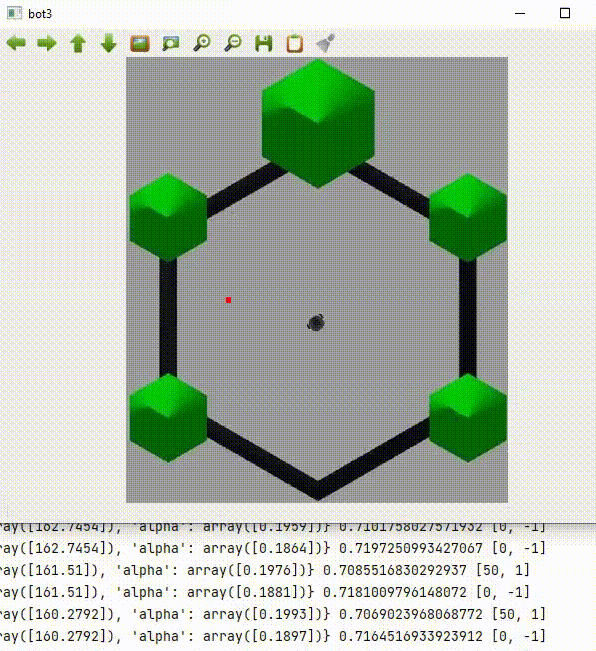 bot3
ray([162.7454]), 'alpha': array([0.1959])} 0.7101758027571932 [0, -1]
ray([162.7454]), 'alpha': array([0.1864])} 0.7197250993427067 [0, -1]
ray([161.51]), 'alpha': array([0.1976])} 0.7085516830292937 [50, 1]
ray([161.51]), 'alpha': array([0.1881])} 0.7181009796148072 [0, -1]
ray([160.2792]), 'alpha': array([0.1993])} 0.7069023968068772 [50, 1]
ray([160.2792]), 'alpha': array([0.1897])} 0.7164516933923912 [0, -1]